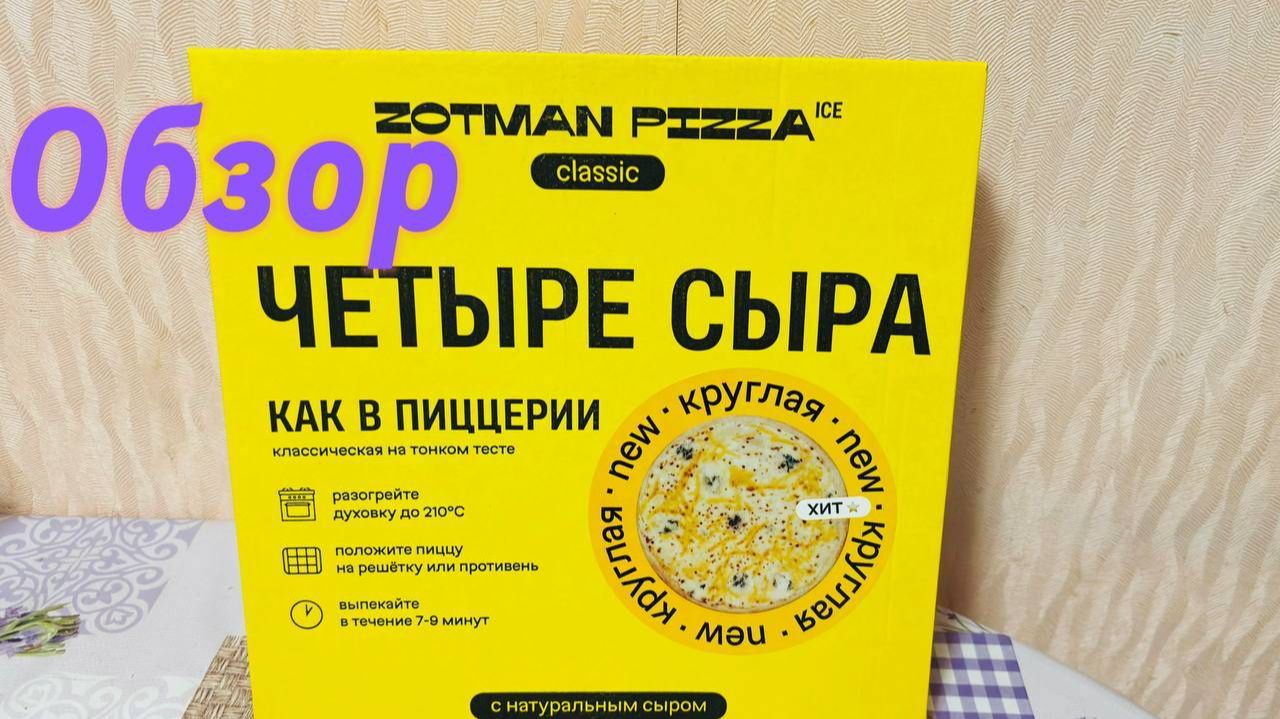 Обзор
ZOTMAN PIZZA ICE
classic
ЧЕТЫРЕ СЫРА
КАК В ПИЦЦЕРИИ
классическая на тонком тесте
разогрейте
духовку до 210°C
положите пиццу
на решётку или противень
выпекайте
в течение 7-9 минут
new · круглая · new · круглая · new · круглая ·
ХИТ
с натуральным сыром